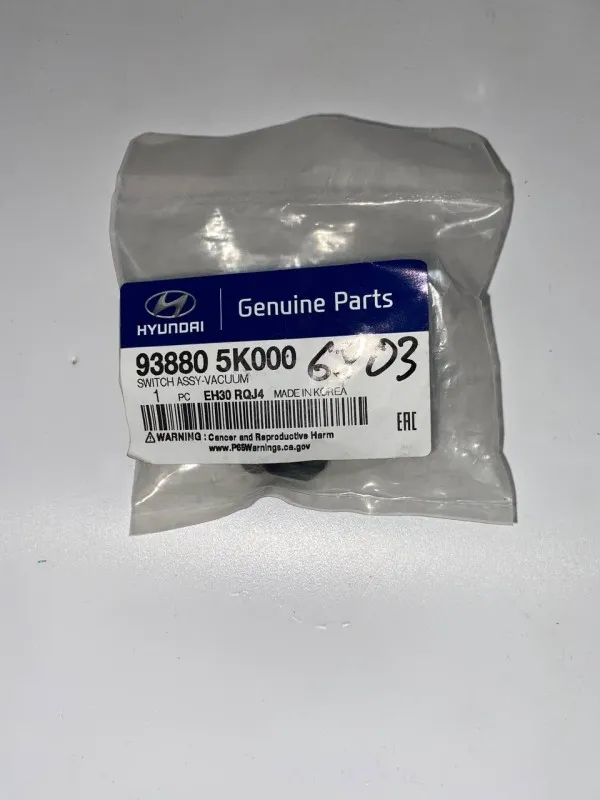 HYUNDAI
Genuine Parts
93880 5K000
SWITCH ASSY-VACUUM
1 PC EH30 RQJ4 MADE IN KOREA
EAC
WARNING : Cancer and Reproductive Harm
www.P65Warnings.ca.gov